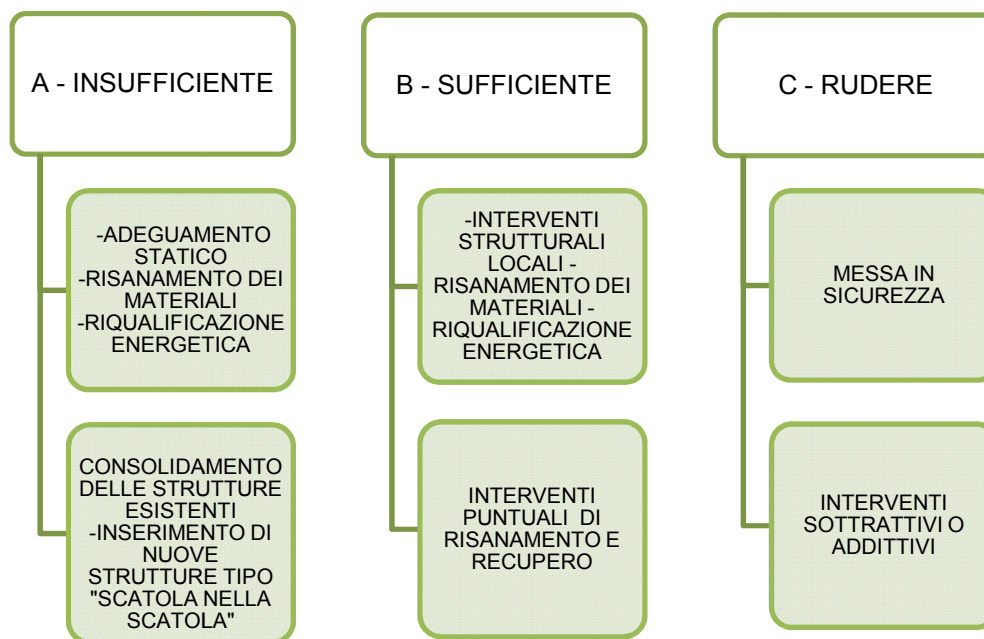 A - INSUFFICIENTE
-ADEGUAMENTO
STATICO
-RISANAMENTO DEI
MATERIALI
-RIQUALIFICAZIONE
ENERGETICA
CONSOLIDAMENTO
DELLE STRUTTURE
ESISTENTI
-INSERIMENTO DI
NUOVE
STRUTTURE TIPO
"SCATOLA NELLA
SCATOLA"
B - SUFFICIENTE
-INTERVENTI
STRUTTURALI
LOCALI -
RISANAMENTO DEI
MATERIALI -
RIQUALIFICAZIONE
ENERGETICA
INTERVENTI
PUNTUALI DI
RISANAMENTO E
RECUPERO
C - RUDERE
MESSA IN
SICUREZZA
INTERVENTI
SOTTRATTIVI O
ADDITTIVI